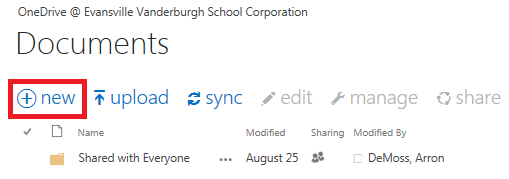 OneDrive @ Evansville Vanderburgh School Corporation
Documents
new upload sync edit manage share
Name Modified Sharing Modified By
Shared with Everyone ... August 25 DeMoss, Arron